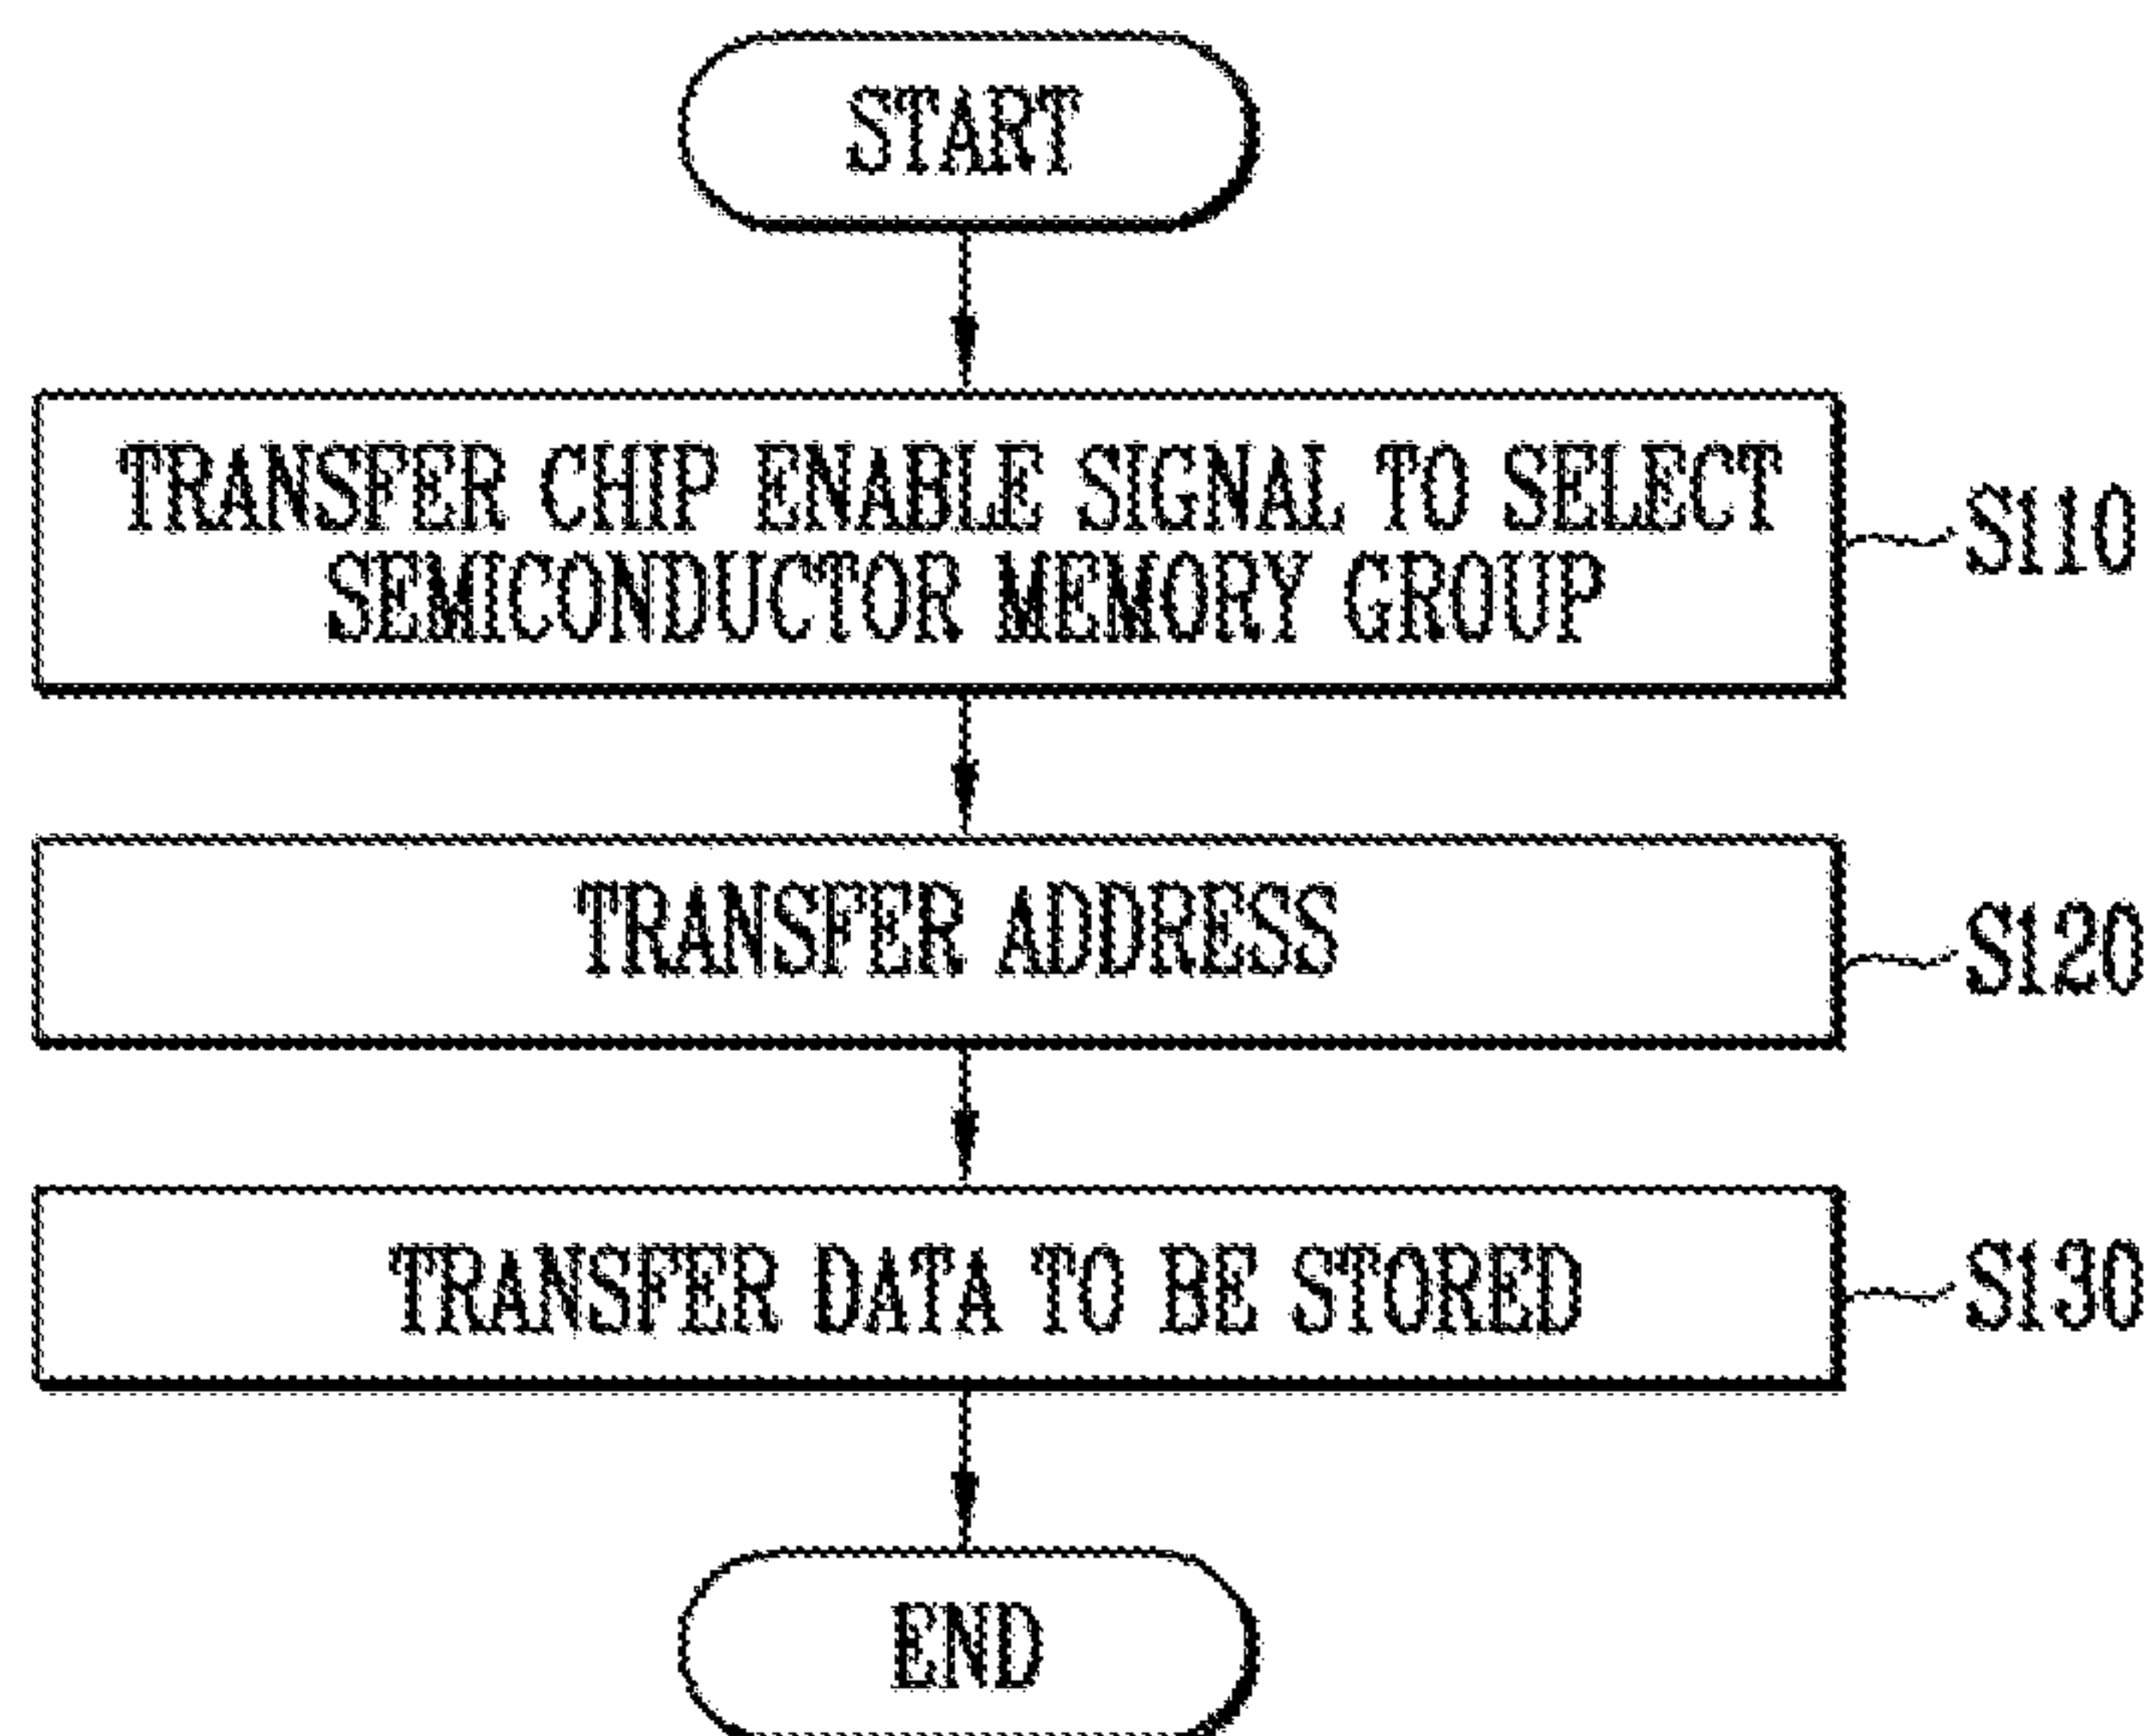 START
TRANSFER CHIP ENABLE SIGNAL TO SELECT
SEMICONDUCTOR MEMORY GROUP
S110
TRANSFER ADDRESS
S120
TRANSFER DATA TO BE STORED
S130
END